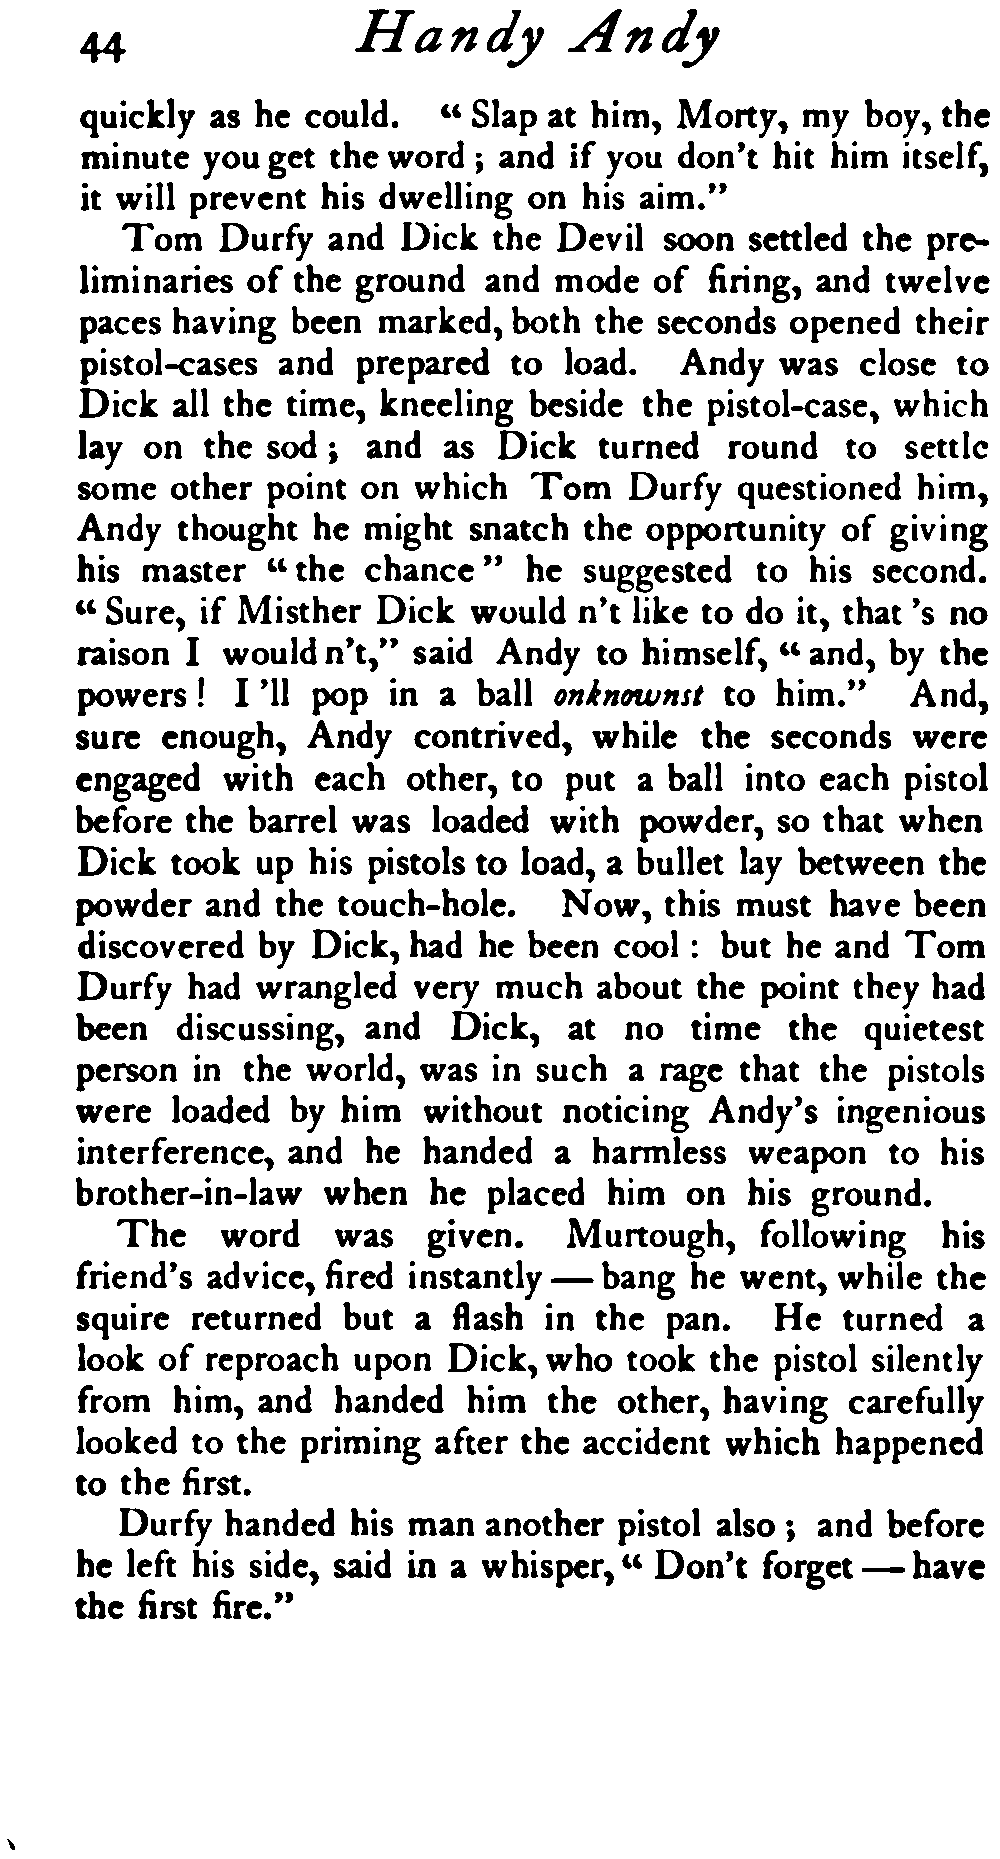 44 Handy Andy
quickly as he could. “ Slap at him, Morty, my boy, the
minute you get the word ; and if you don't hit him itself,
it will prevent his dwelling on his aim.”
Tom Durfy and Dick the Devil soon settled the pre-
liminaries of the ground and mode of firing, and twelve
paces having been marked, both the seconds opened their
pistol-cases and prepared to load. Andy was close to
Dick all the time, kneeling beside the pistol-case, which
lay on the sod ; and as Dick turned round to settle
some other point on which Tom Durfy questioned him,
Andy thought he might snatch the opportunity of giving
his master “ the chance ” he suggested to his second.
“ Sure, if Misther Dick would n't like to do it, that 's no
raison I would n't,” said Andy to himself, “ and, by the
powers ! I 'll pop in a ball onknownst to him.” And,
sure enough, Andy contrived, while the seconds were
engaged with each other, to put a ball into each pistol
before the barrel was loaded with powder, so that when
Dick took up his pistols to load, a bullet lay between the
powder and the touch-hole. Now, this must have been
discovered by Dick, had he been cool : but he and Tom
Durfy had wrangled very much about the point they had
been discussing, and Dick, at no time the quietest
person in the world, was in such a rage that the pistols
were loaded by him without noticing Andy's ingenious
interference, and he handed a harmless weapon to his
brother-in-law when he placed him on his ground.
The word was given. Murtough, following his
friend's advice, fired instantly — bang he went, while the
squire returned but a flash in the pan. He turned a
look of reproach upon Dick, who took the pistol silently
from him, and handed him the other, having carefully
looked to the priming after the accident which happened
to the first.
Durfy handed his man another pistol also ; and before
he left his side, said in a whisper, “ Don't forget — have
the first fire.”